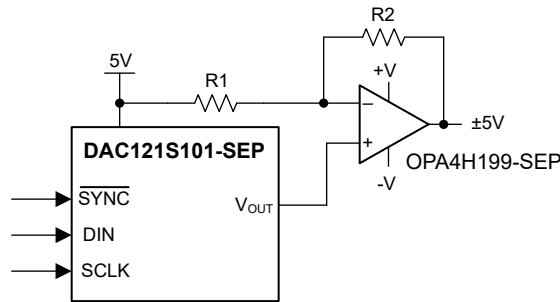 R2
5V
R1
+V
−
±5V
+
DAC121S101-SEP
OPA4H199-SEP
-V
SYNC
VOUT
DIN
SCLK